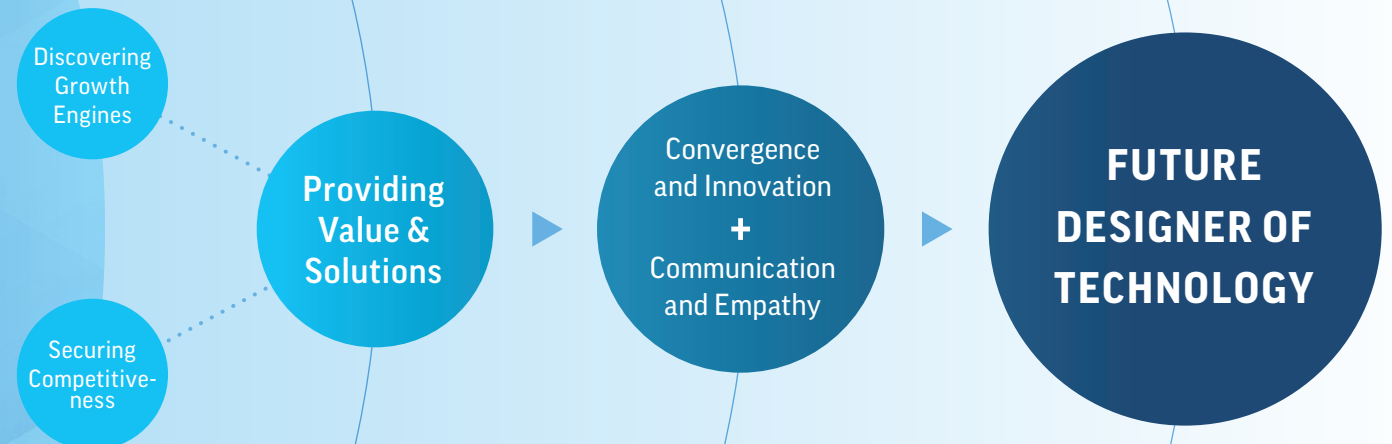 Discovering
Growth
Engines
Securing
Competitive-
ness
Providing
Value &
Solutions
Convergence
and Innovation
+
Communication
and Empathy
FUTURE
DESIGNER OF
TECHNOLOGY